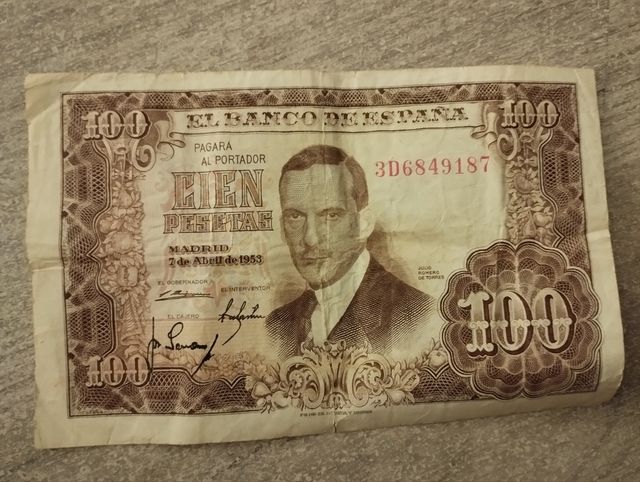 100
EL BANCO DE ESPAÑA
100
PAGARÁ
AL PORTADOR
3D6849187
CIEN
PESETAS
MADRID,
7 de Abril de 1953
JULIO
ROMERO
DE TORRES
EL GOBERNADOR
EL INTERVENTOR
EL CAJERO
100
100